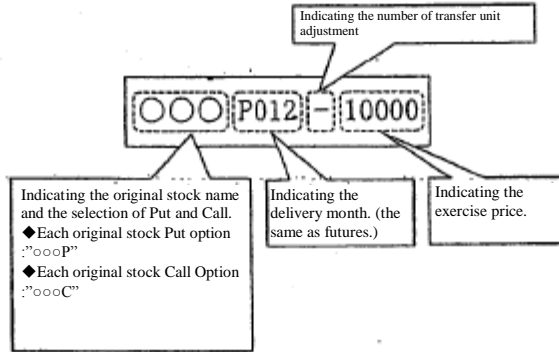 Indicating the number of transfer unit
adjustment
○○○ P012 - 10000
Indicating the original stock name
and the selection of Put and Call.
◆Each original stock Put option
:”○○○P”
◆Each original stock Call Option
:”○○○C”
Indicating the
delivery month. (the
same as futures.)
Indicating the
exercise price.